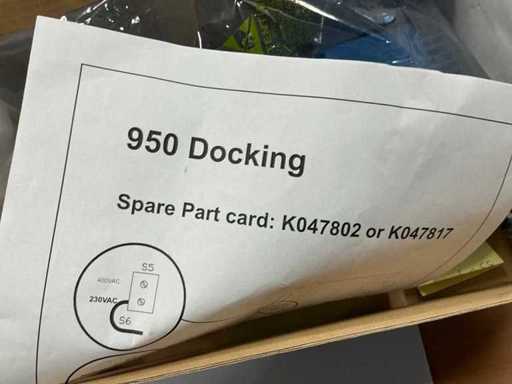 950 Docking
Spare Part card: K047802 or K047817
S5
400VAC
230VAC
S6